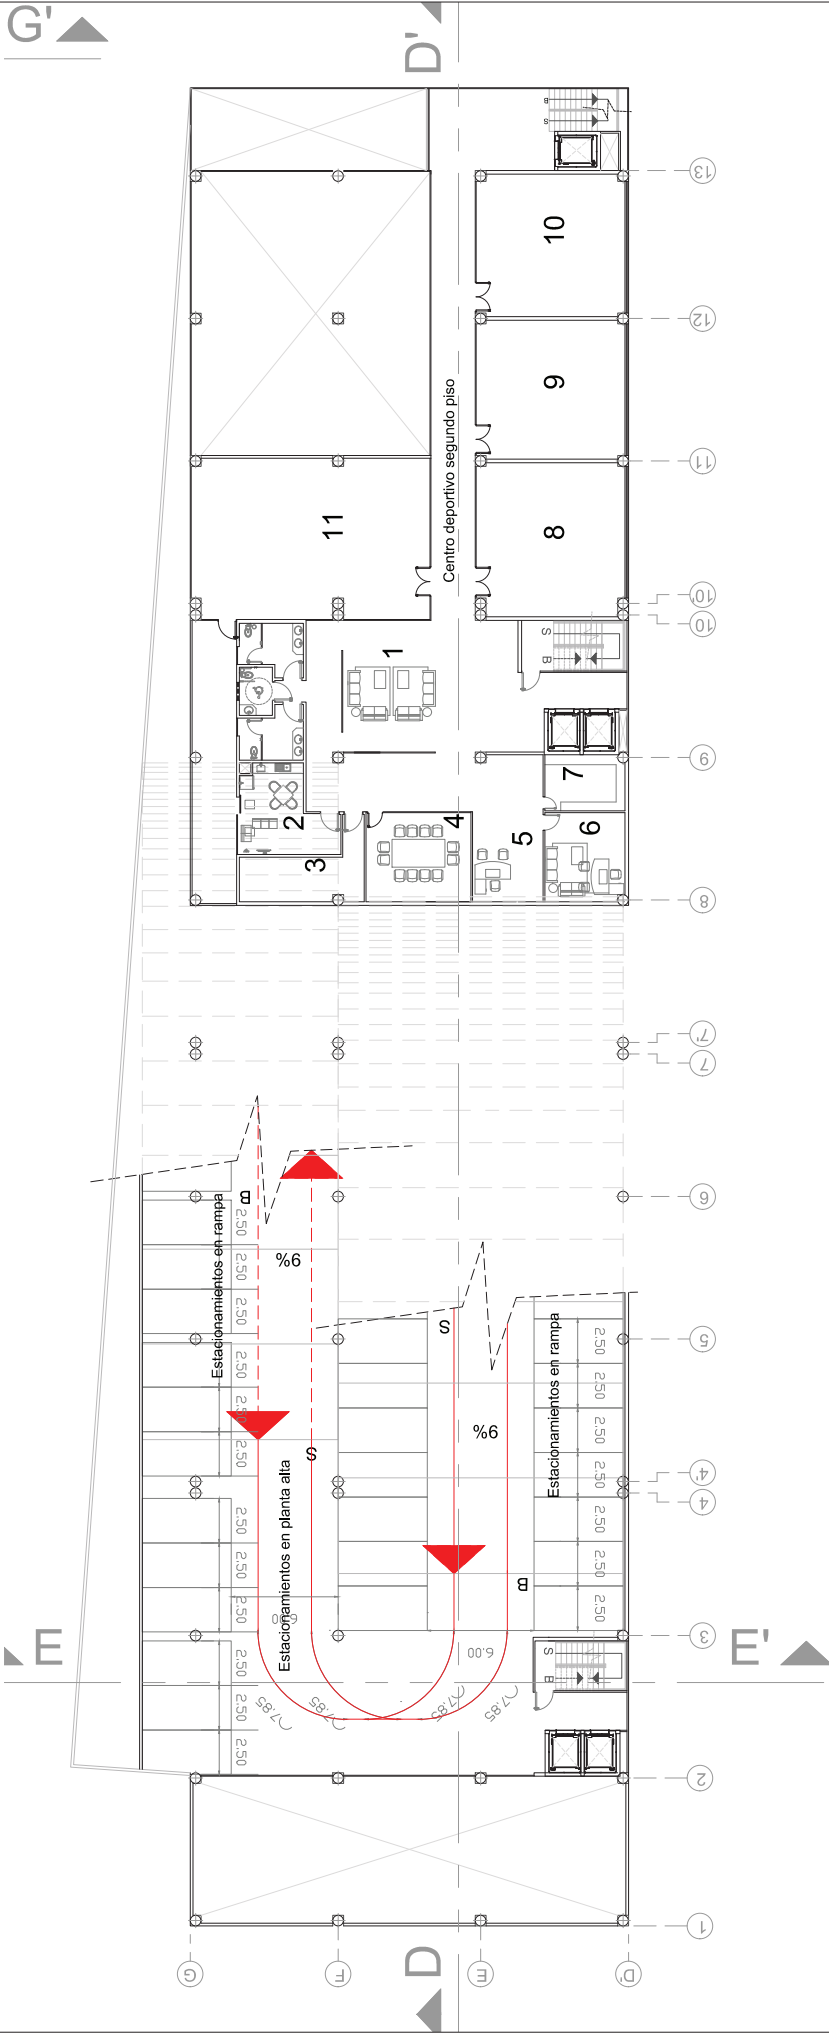 G'
D'
B
S
13
10
12
Centro deportivo segundo piso
9
11
11
8
10'
10
1
S
B
9
7
2
4
6
5
3
8
7'
7
Estacionamientos en rampa
B
2.50
6
2.50
9%
2.50
S
Estacionamientos en rampa
2.50
5
2.50
2.50
2.50
9%
2.50
2.50
S
Estacionamientos en planta alta
2.50
4'
4
2.50
2.50
2.50
2.50
B
2.50
2.50
6.00
3
E
E'
2.50
6.00
S
B
2.50
7.85
7.85
7.85
7.85
2.50
2
1
D
G
F
E
D'